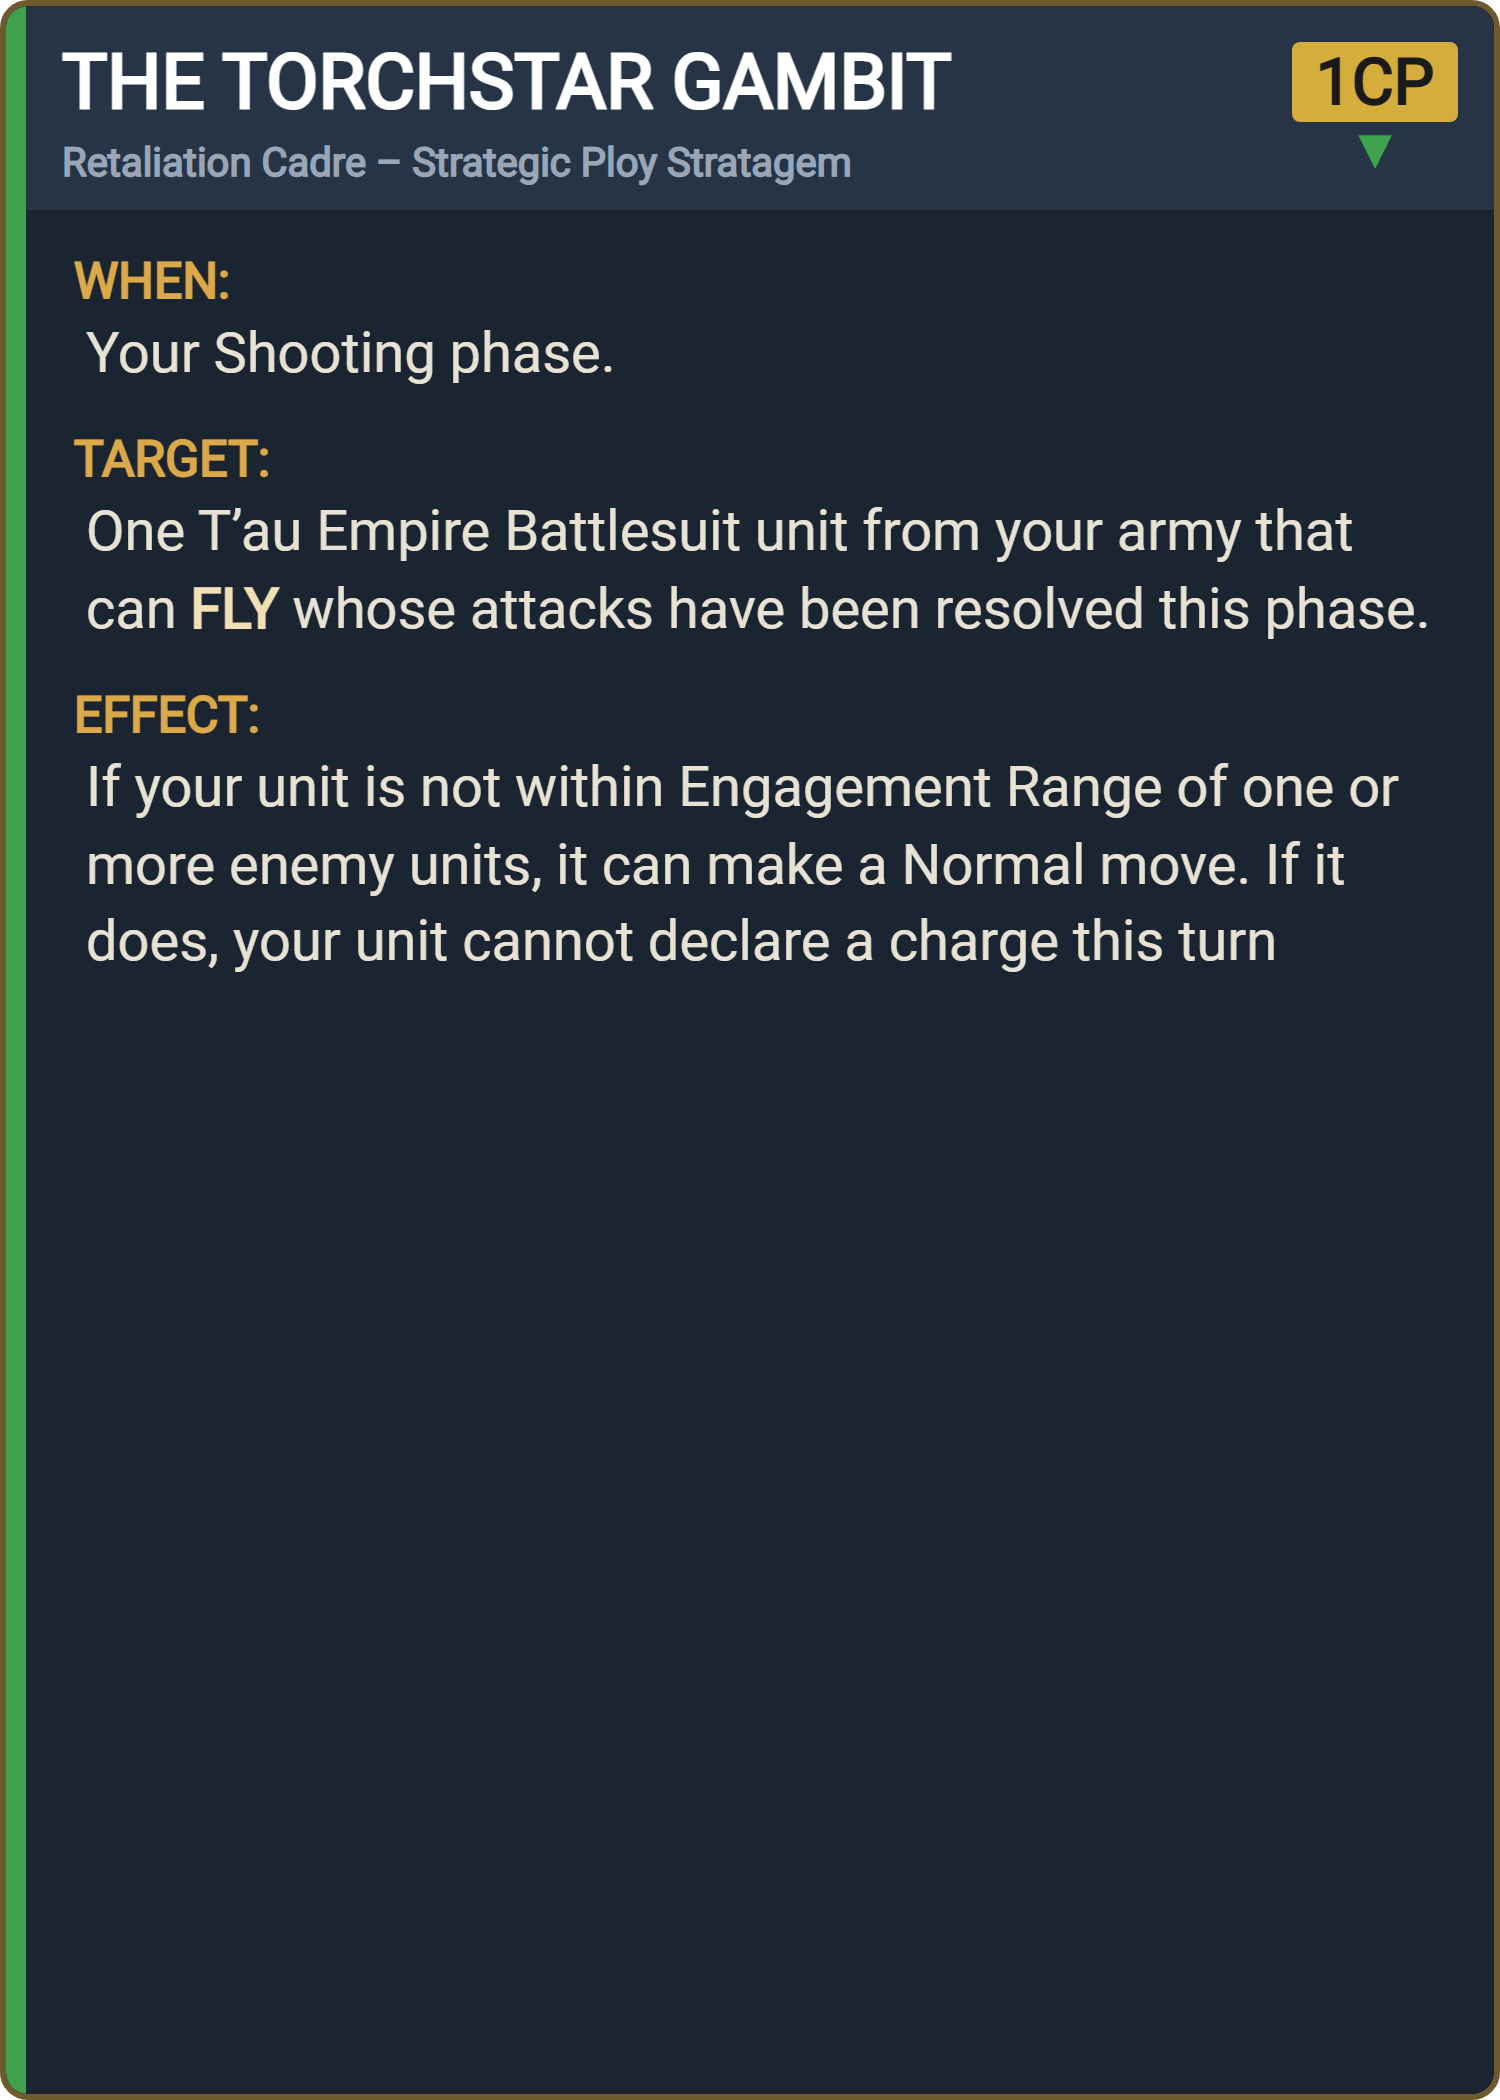 THE TORCHSTAR GAMBIT
1CP
Retaliation Cadre – Strategic Ploy Stratagem
WHEN:
Your Shooting phase.
TARGET:
One T’au Empire Battlesuit unit from your army that
can FLY whose attacks have been resolved this phase.
EFFECT:
If your unit is not within Engagement Range of one or
more enemy units, it can make a Normal move. If it
does, your unit cannot declare a charge this turn